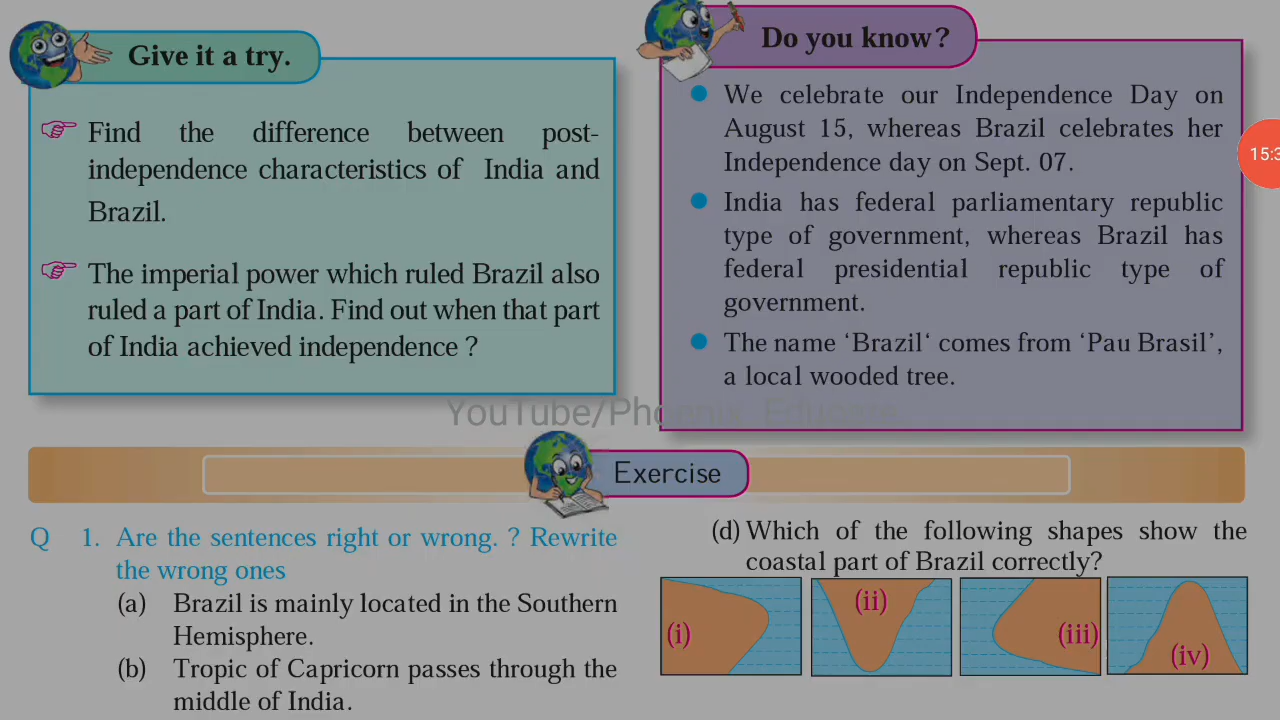 Give it a try.
Find the difference between post-
independence characteristics of India and
Brazil.
The imperial power which ruled Brazil also
ruled a part of India. Find out when that part
of India achieved independence ?
Do you know?
We celebrate our Independence Day on
August 15, whereas Brazil celebrates her
Independence day on Sept. 07.
India has federal parliamentary republic
type of government, whereas Brazil has
federal presidential republic type of
government.
The name ‘Brazil‘ comes from ‘Pau Brasil’,
a local wooded tree.
15:3
YouTube/Phoenix Educate
Exercise
Q 1. Are the sentences right or wrong. ? Rewrite
the wrong ones
(a) Brazil is mainly located in the Southern
Hemisphere.
(b) Tropic of Capricorn passes through the
middle of India.
(d) Which of the following shapes show the
coastal part of Brazil correctly?
(i) (ii) (iii) (iv)